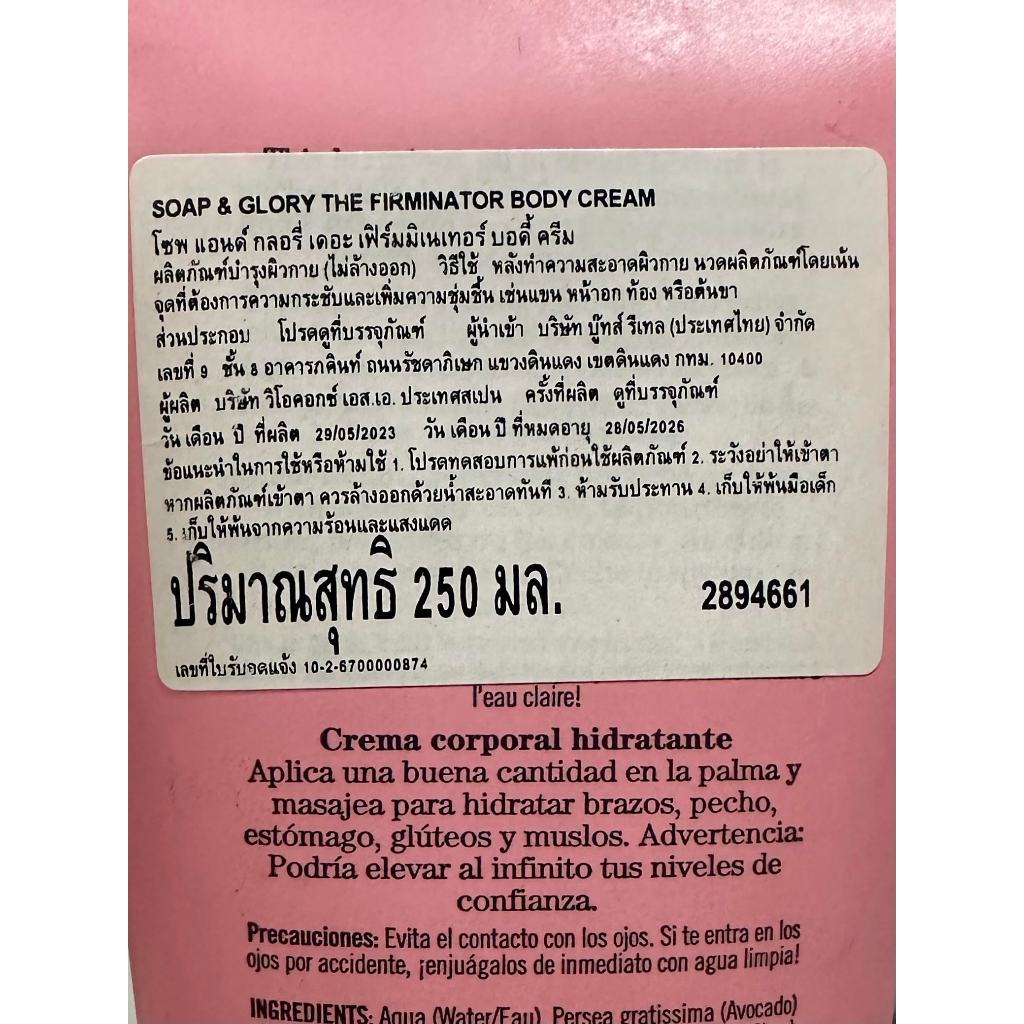 SOAP & GLORY THE FIRMINATOR BODY CREAM
โซพ แอนด์ กลอรี่ เดอะ เฟิร์มมิเนเทอร์ บอดี้ ครีม
ผลิตภัณฑ์บำรุงผิวกาย (ไม่ล้างออก) วิธีใช้ หลังทำความสะอาดผิวกาย นวดผลิตภัณฑ์โดยเน้น
จุดที่ต้องการความกระชับและเพิ่มความชุ่มชื้น เช่นแขน หน้าอก ท้อง หรือต้นขา
ส่วนประกอบ โปรดดูที่บรรจุภัณฑ์ ผู้นำเข้า บริษัท บู๊ทส์ รีเทล (ประเทศไทย) จำกัด
เลขที่ 9 ชั้น 8 อาคารภคินท์ ถนนรัชดาภิเษก แขวงดินแดง เขตดินแดง กทม. 10400
ผู้ผลิต บริษัท วิโอคอกซ์ เอส.เอ. ประเทศสเปน ครั้งที่ผลิต ดูที่บรรจุภัณฑ์
วัน เดือน ปี ที่ผลิต 29/05/2023 วัน เดือน ปี ที่หมดอายุ 28/05/2026
ข้อแนะนำในการใช้หรือห้ามใช้ 1. โปรดทดสอบการแพ้ก่อนใช้ผลิตภัณฑ์ 2. ระวังอย่าให้เข้าตา
หากผลิตภัณฑ์เข้าตา ควรล้างออกด้วยน้ำสะอาดทันที 3. ห้ามรับประทาน 4. เก็บให้พ้นมือเด็ก
5. เก็บให้พ้นจากความร้อนและแสงแดด
ปริมาณสุทธิ 250 มล. 2894661
เลขที่ใบรับจดแจ้ง 10-2-6700000874
l'eau claire!
Crema corporal hidratante
Aplica una buena cantidad en la palma y
masajea para hidratar brazos, pecho,
estómago, glúteos y muslos. Advertencia:
Podría elevar al infinito tus niveles de
confianza.
Precauciones: Evita el contacto con los ojos. Si te entra en los
ojos por accidente, ¡enjuágalos de inmediato con agua limpia!
INGREDIENTS: Aqua (Water/Eau), Persea gratissima (Avocado)